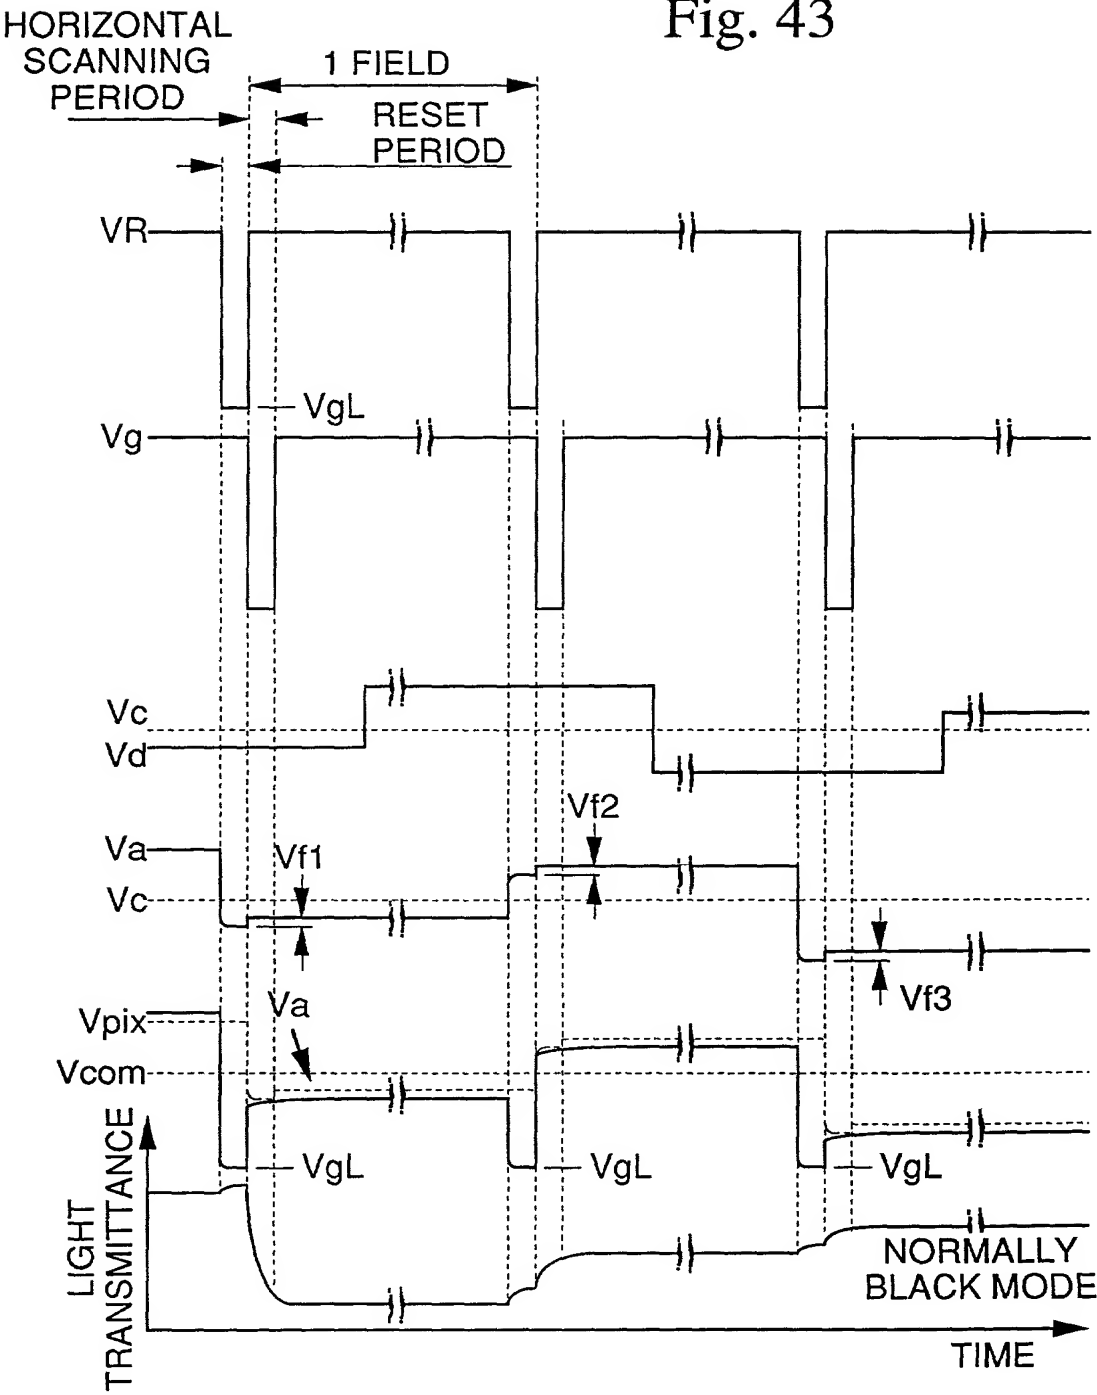 Fig. 43
HORIZONTAL
SCANNING
PERIOD
1 FIELD
RESET
PERIOD
VR
VgL
Vg
Vc
Vd
Vf2
Va
Vf1
Vc
Vf3
Va
Vpix
Vcom
VgL
VgL
VgL
LIGHT
TRANSMITTANCE
NORMALLY
BLACK MODE
TIME